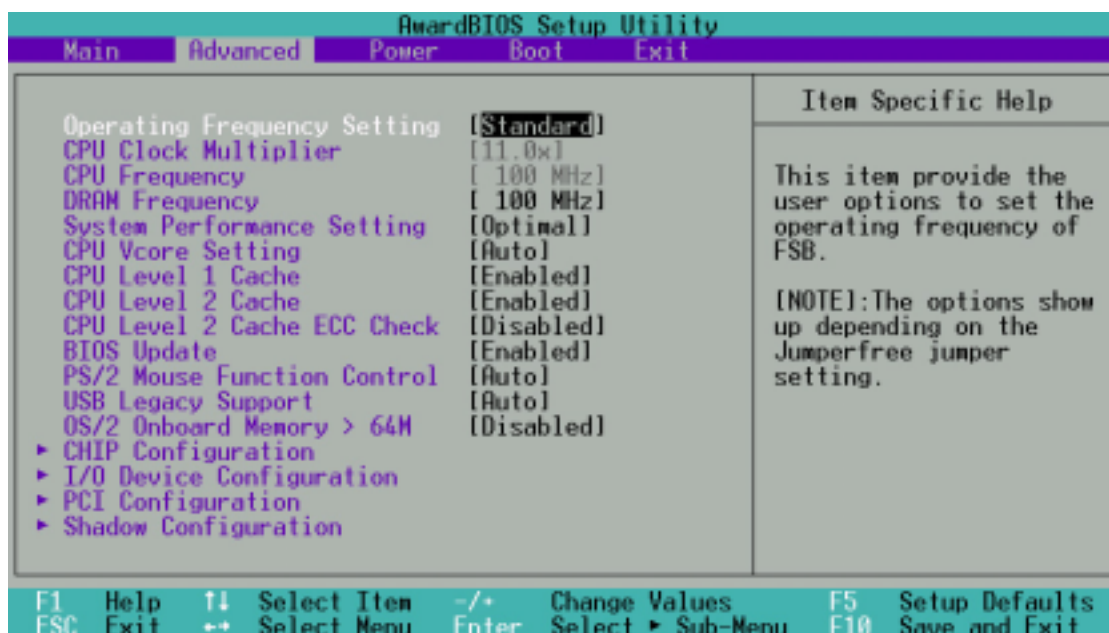 AwardBIOS Setup Utility
Main Advanced Power Boot Exit
Operating Frequency Setting [Standard]
CPU Clock Multiplier [11.0x]
CPU Frequency [ 100 MHz]
DRAM Frequency [ 100 MHz]
System Performance Setting [Optimal]
CPU Vcore Setting [Auto]
CPU Level 1 Cache [Enabled]
CPU Level 2 Cache [Enabled]
CPU Level 2 Cache ECC Check [Disabled]
BIOS Update [Enabled]
PS/2 Mouse Function Control [Auto]
USB Legacy Support [Auto]
OS/2 Onboard Memory > 64M [Disabled]
► CHIP Configuration
► I/O Device Configuration
► PCI Configuration
► Shadow Configuration
Item Specific Help
This item provide the
user options to set the
operating frequency of
FSB.
[NOTE]:The options show
up depending on the
Jumperfree jumper
setting.
F1 Help ↑↓ Select Item -/+ Change Values F5 Setup Defaults
ESC Exit ←→ Select Menu Enter Select ► Sub-Menu F10 Save and Exit